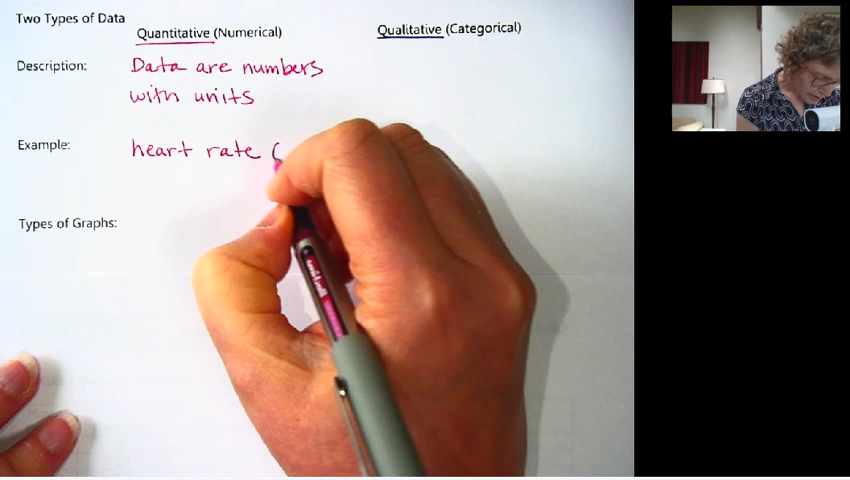 Two Types of Data
Quantitative (Numerical)
Qualitative (Categorical)
Description:
Data are numbers
with units
Example:
heart rate (
Types of Graphs: